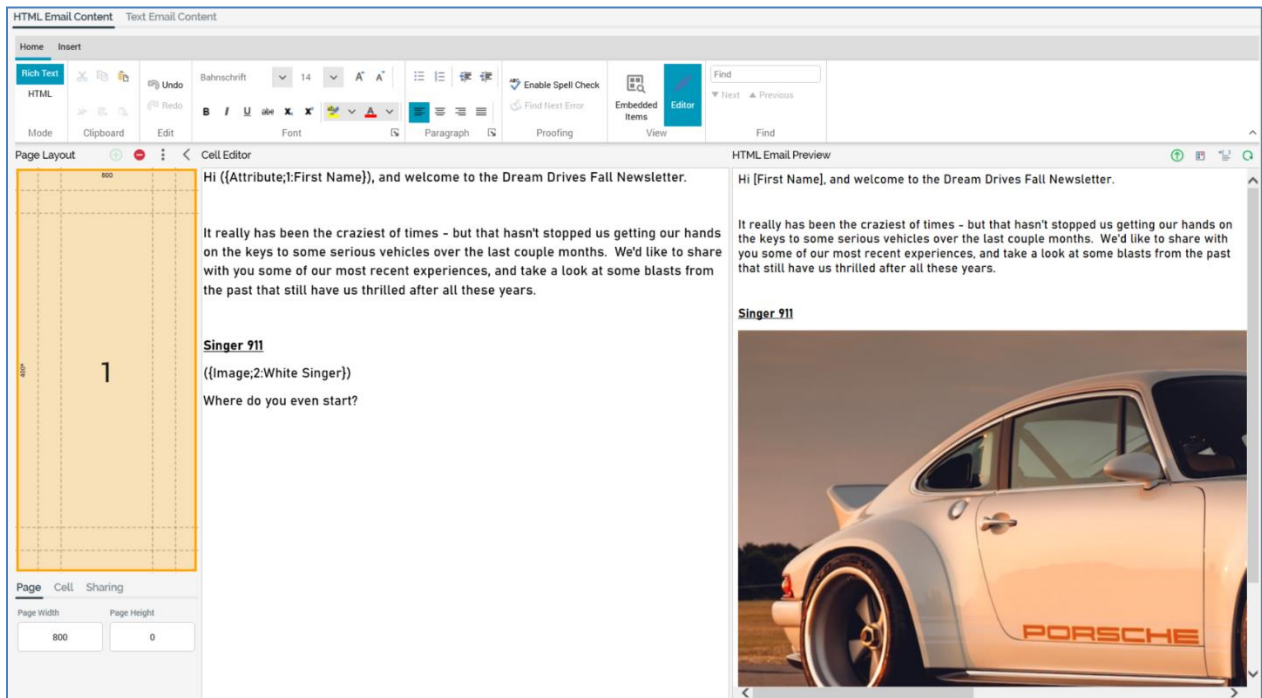 HTML Email Content Text Email Content
Home Insert
Rich Text
HTML
Mode
Clipboard
Undo
Redo
Edit
Bahnschrift 14 A A
B I U abc X, X' A
Font
Paragraph
ABC Enable Spell Check
Find Next Error
Proofing
Embedded
Items
Editor
View
Find
Next Previous
Find
Page Layout
800
400*
1
Page Cell Sharing
Page Width Page Height
800 0
Cell Editor
Hi ({Attribute;1:First Name}), and welcome to the Dream Drives Fall Newsletter.
It really has been the craziest of times - but that hasn't stopped us getting our hands
on the keys to some serious vehicles over the last couple months. We'd like to share
with you some of our most recent experiences, and take a look at some blasts from
the past that still have us thrilled after all these years.
Singer 911
({Image;2:White Singer})
Where do you even start?
HTML Email Preview
Hi [First Name], and welcome to the Dream Drives Fall Newsletter.
It really has been the craziest of times - but that hasn't stopped us getting our hands on
the keys to some serious vehicles over the last couple months. We'd like to share with
you some of our most recent experiences, and take a look at some blasts from the past
that still have us thrilled after all these years.
Singer 911
PORSCHE